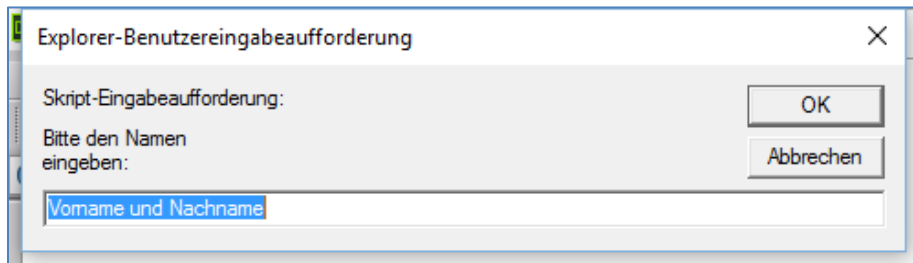 Explorer-Benutzereingabeaufforderung
Skript-Eingabeaufforderung:
OK
Bitte den Namen
eingeben:
Abbrechen
Vorname und Nachname